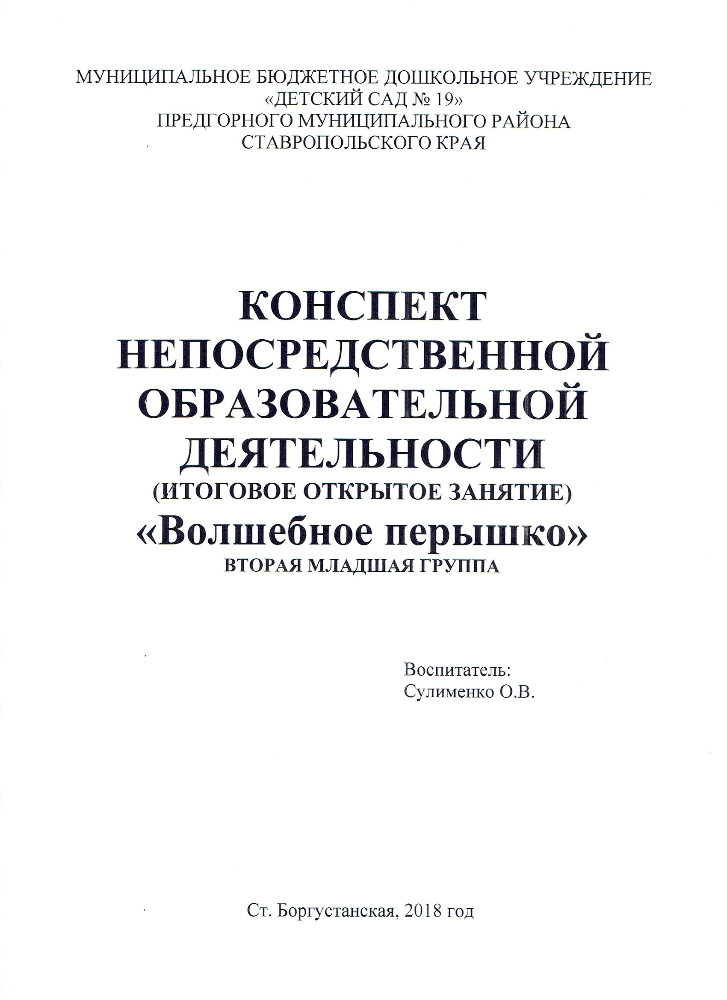 МУНИЦИПАЛЬНОЕ БЮДЖЕТНОЕ ДОШКОЛЬНОЕ УЧРЕЖДЕНИЕ
«ДЕТСКИЙ САД № 19»
ПРЕДГОРНОГО МУНИЦИПАЛЬНОГО РАЙОНА
СТАВРОПОЛЬСКОГО КРАЯ
КОНСПЕКТ
НЕПОСРЕДСТВЕННОЙ
ОБРАЗОВАТЕЛЬНОЙ
ДЕЯТЕЛЬНОСТИ
(ИТОГОВОЕ ОТКРЫТОЕ ЗАНЯТИЕ)
«Волшебное перышко»
ВТОРАЯ МЛАДШАЯ ГРУППА
Воспитатель:
Сулименко О.В.
Ст. Боргустанская, 2018 год